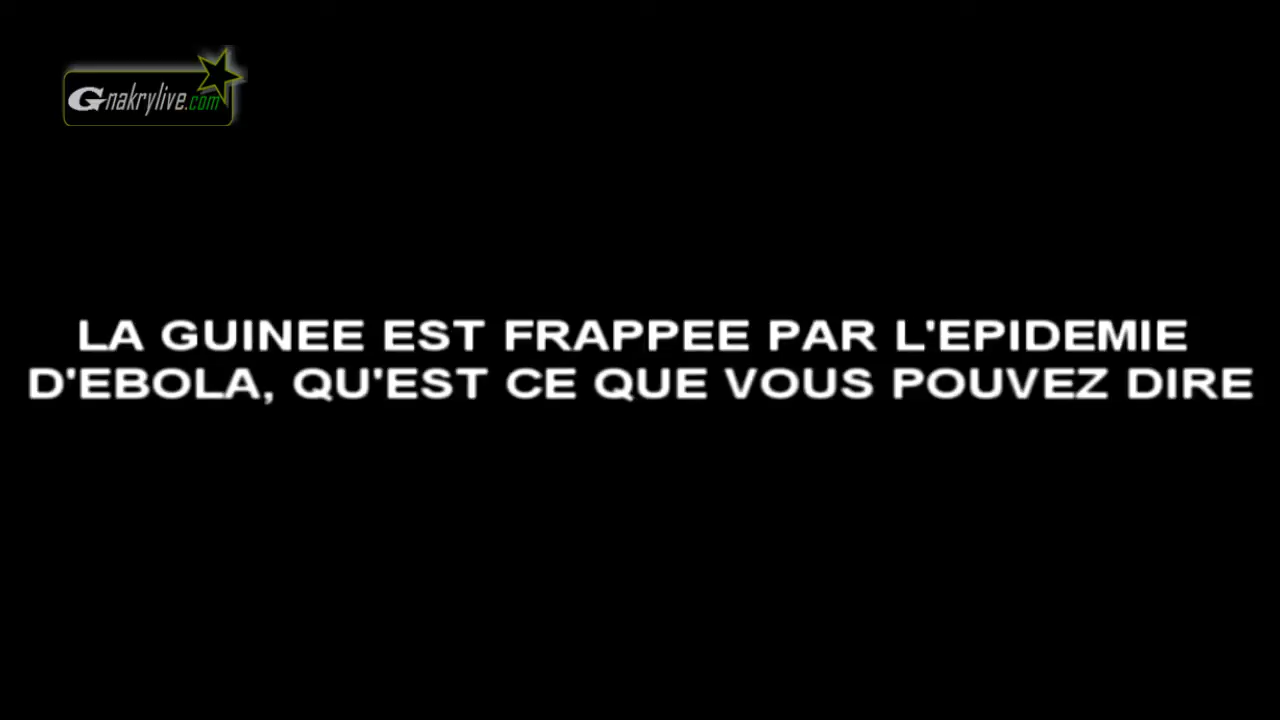 Gnakrylive.com
LA GUINEE EST FRAPPEE PAR L'EPIDEMIE
D'EBOLA, QU'EST CE QUE VOUS POUVEZ DIRE